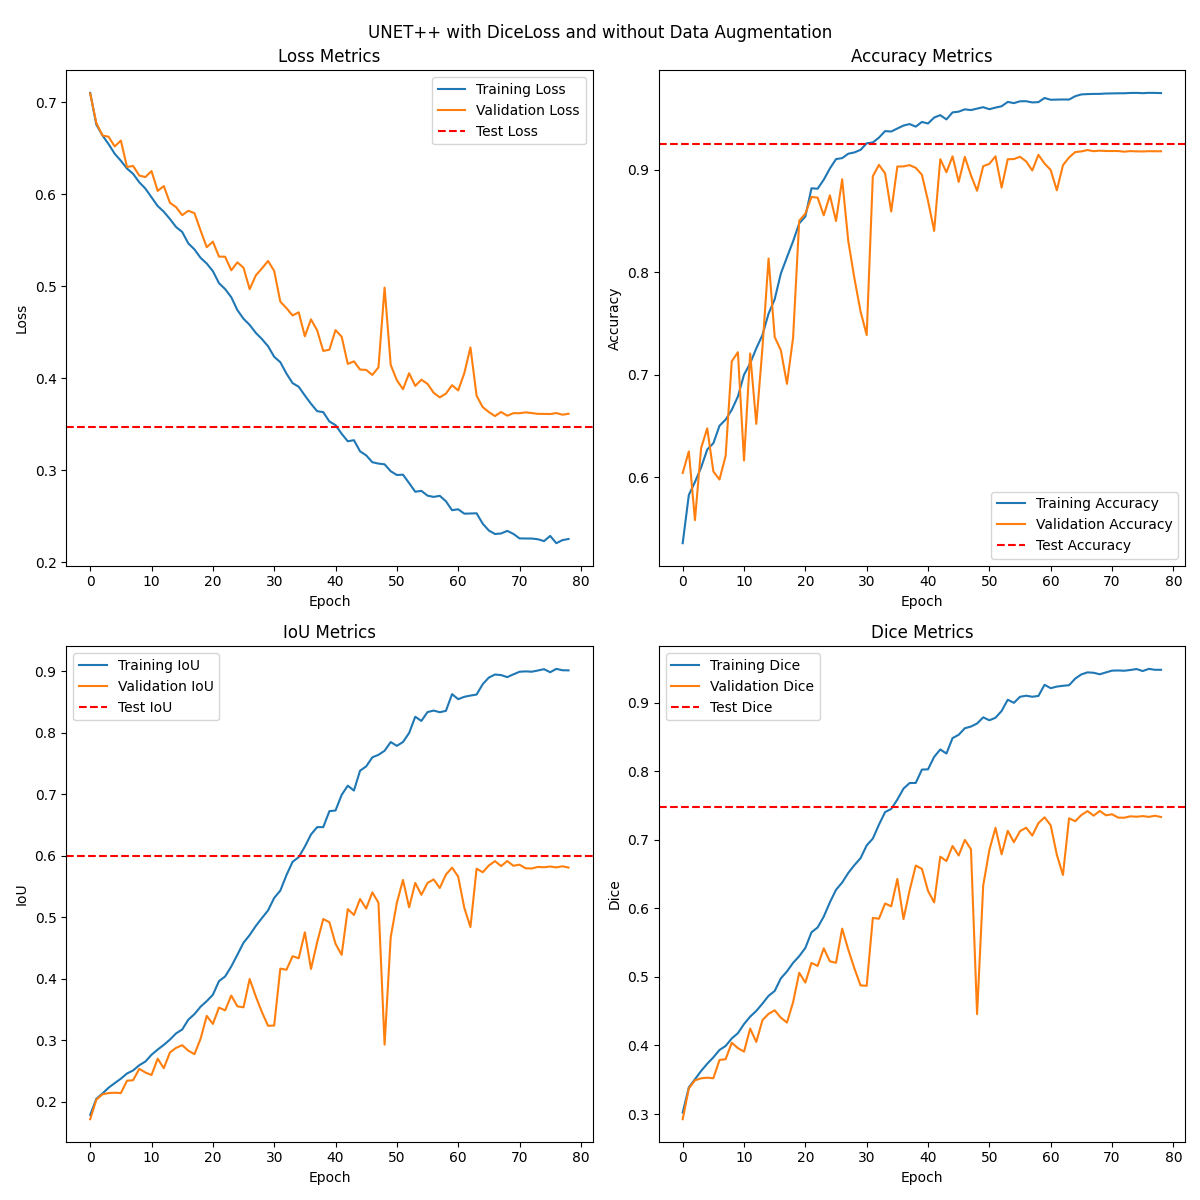 UNET++ with DiceLoss and without Data Augmentation
Loss Metrics
Training Loss
Validation Loss
Test Loss
0.7
0.6
0.5
0.4
0.3
0.2
Loss
0 10 20 30 40 50 60 70 80
Epoch
Accuracy Metrics
0.9
0.8
0.7
0.6
Accuracy
Training Accuracy
Validation Accuracy
Test Accuracy
0 10 20 30 40 50 60 70 80
Epoch
IoU Metrics
Training IoU
Validation IoU
Test IoU
0.9
0.8
0.7
0.6
0.5
0.4
0.3
0.2
IoU
0 10 20 30 40 50 60 70 80
Epoch
Dice Metrics
Training Dice
Validation Dice
Test Dice
0.9
0.8
0.7
0.6
0.5
0.4
0.3
Dice
0 10 20 30 40 50 60 70 80
Epoch